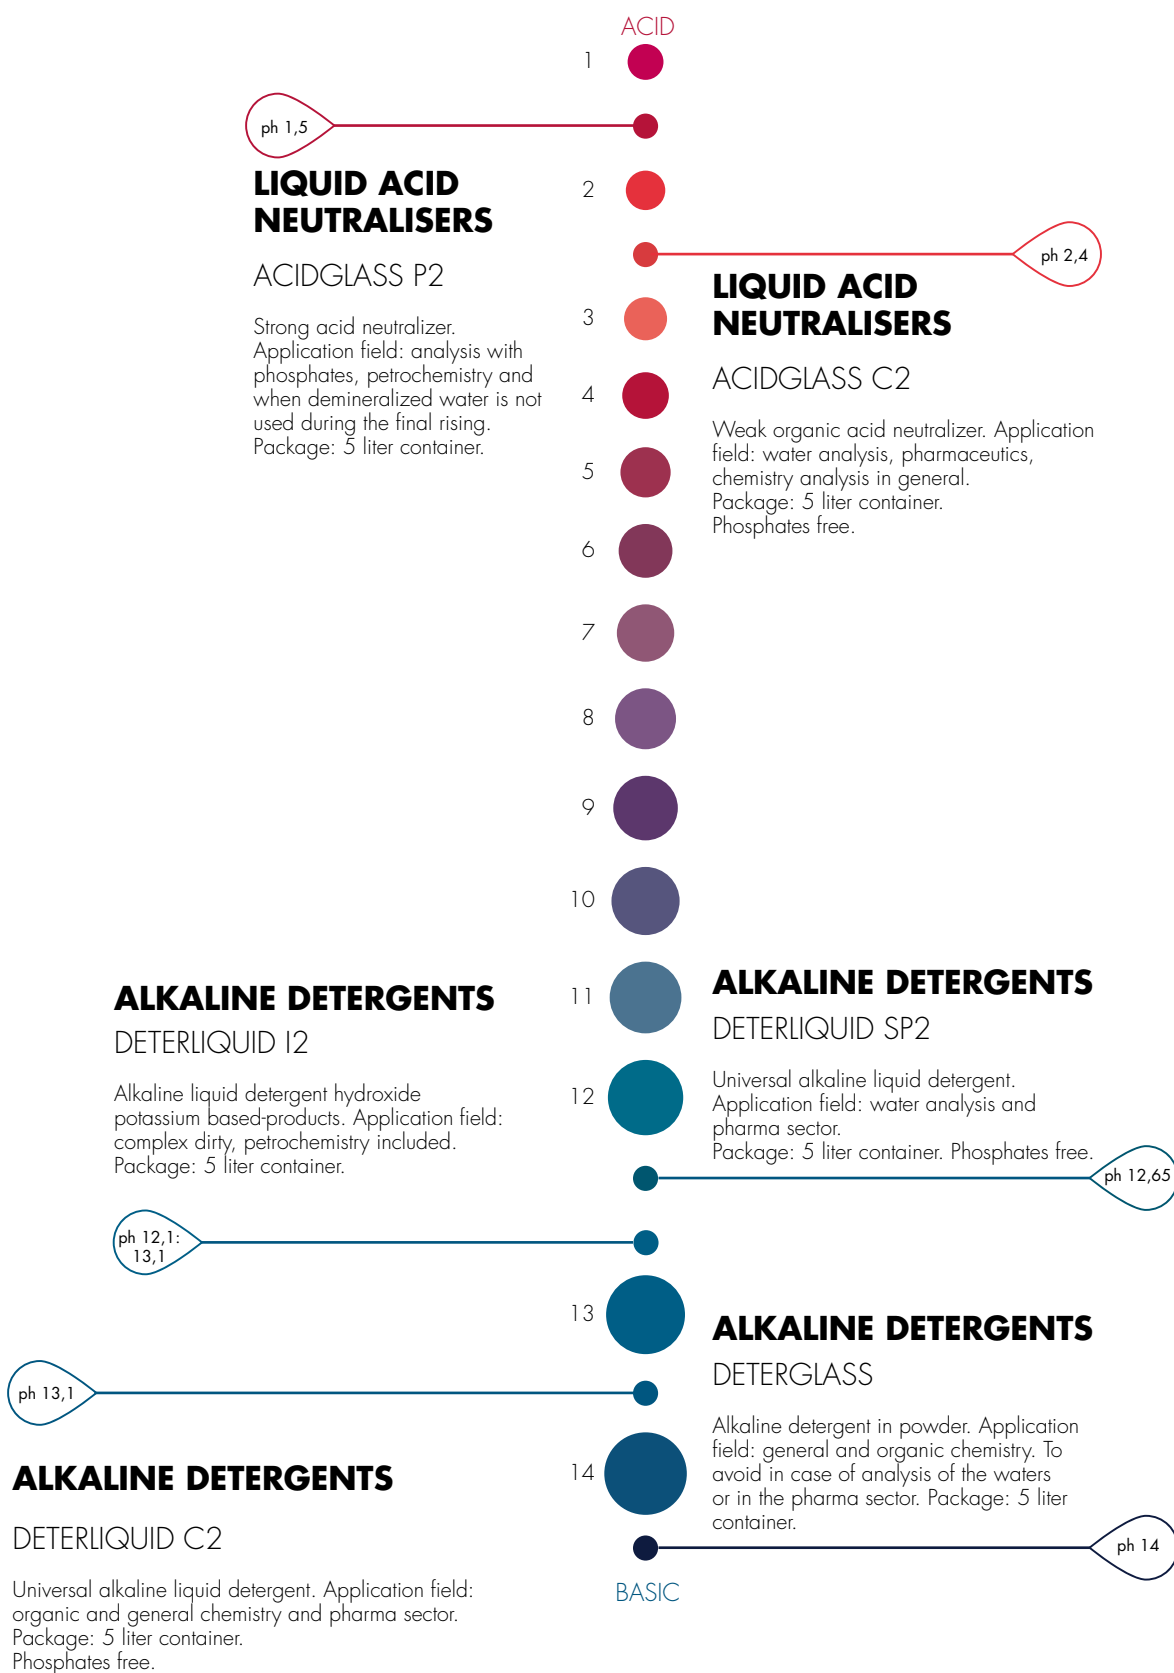 ACID
1
ph 1,5
LIQUID ACID
NEUTRALISERS
ACIDGLASS P2
Strong acid neutralizer.
Application field: analysis with
phosphates, petrochemistry and
when demineralized water is not
used during the final rising.
Package: 5 liter container.
2
ph 2,4
LIQUID ACID
NEUTRALISERS
ACIDGLASS C2
Weak organic acid neutralizer. Application
field: water analysis, pharmaceutics,
chemistry analysis in general.
Package: 5 liter container.
Phosphates free.
3
4
5
6
7
8
9
10
11
12
ALKALINE DETERGENTS
DETERLIQUID I2
Alkaline liquid detergent hydroxide
potassium based-products. Application field:
complex dirty, petrochemistry included.
Package: 5 liter container.
ph 12,1:
13,1
ALKALINE DETERGENTS
DETERLIQUID SP2
Universal alkaline liquid detergent.
Application field: water analysis and
pharma sector.
Package: 5 liter container. Phosphates free.
ph 12,65
13
ph 13,1
ALKALINE DETERGENTS
DETERLIQUID C2
Universal alkaline liquid detergent. Application field:
organic and general chemistry and pharma sector.
Package: 5 liter container.
Phosphates free.
ALKALINE DETERGENTS
DETERGLASS
Alkaline detergent in powder. Application
field: general and organic chemistry. To
avoid in case of analysis of the waters
or in the pharma sector. Package: 5 liter
container.
14
ph 14
BASIC